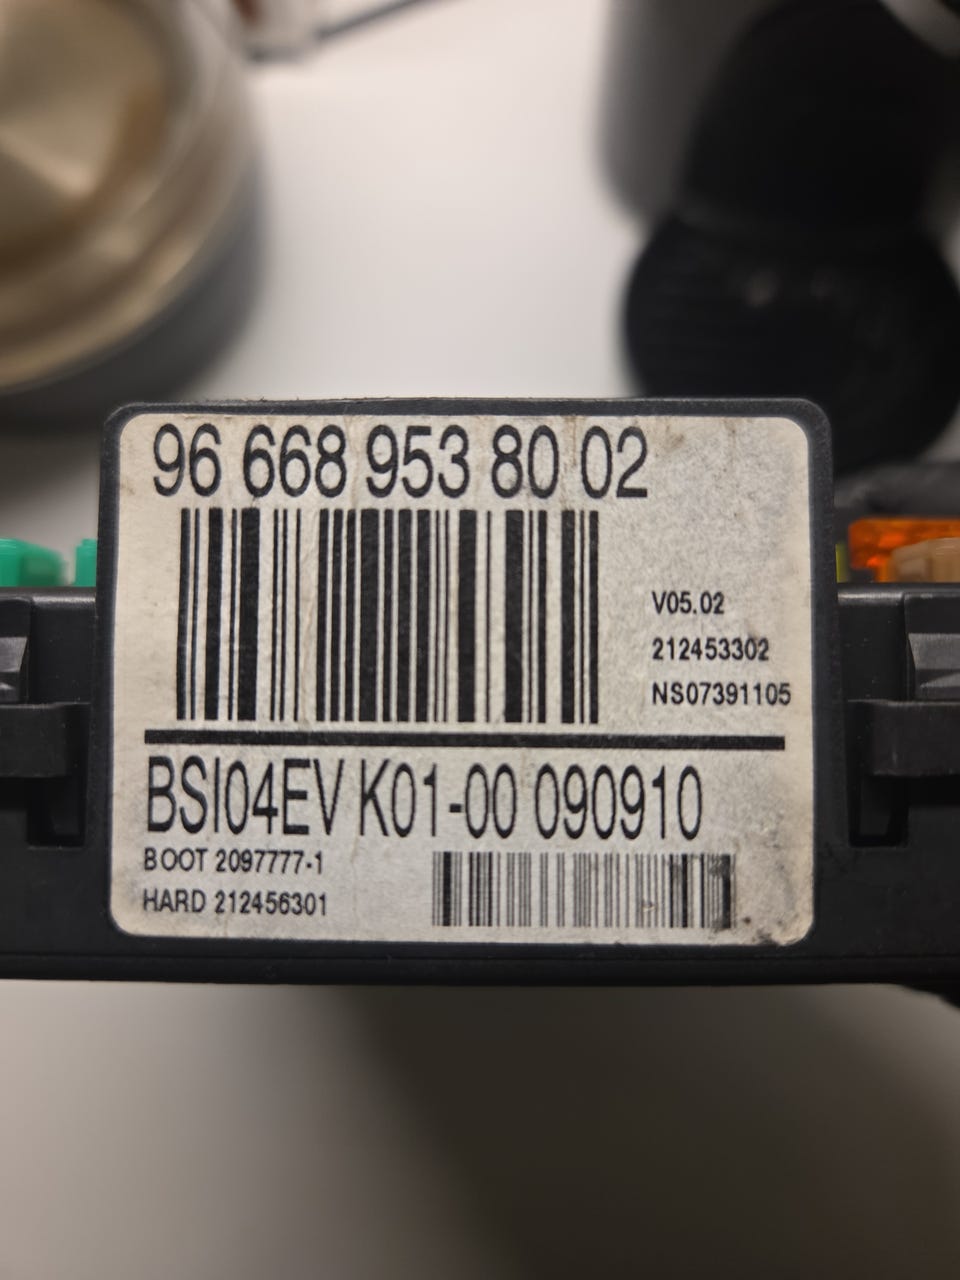 96 668 953 80 02
V05.02
212453302
NS07391105
BSI04EV K01-00 090910
BOOT 2097777-1
HARD 212456301